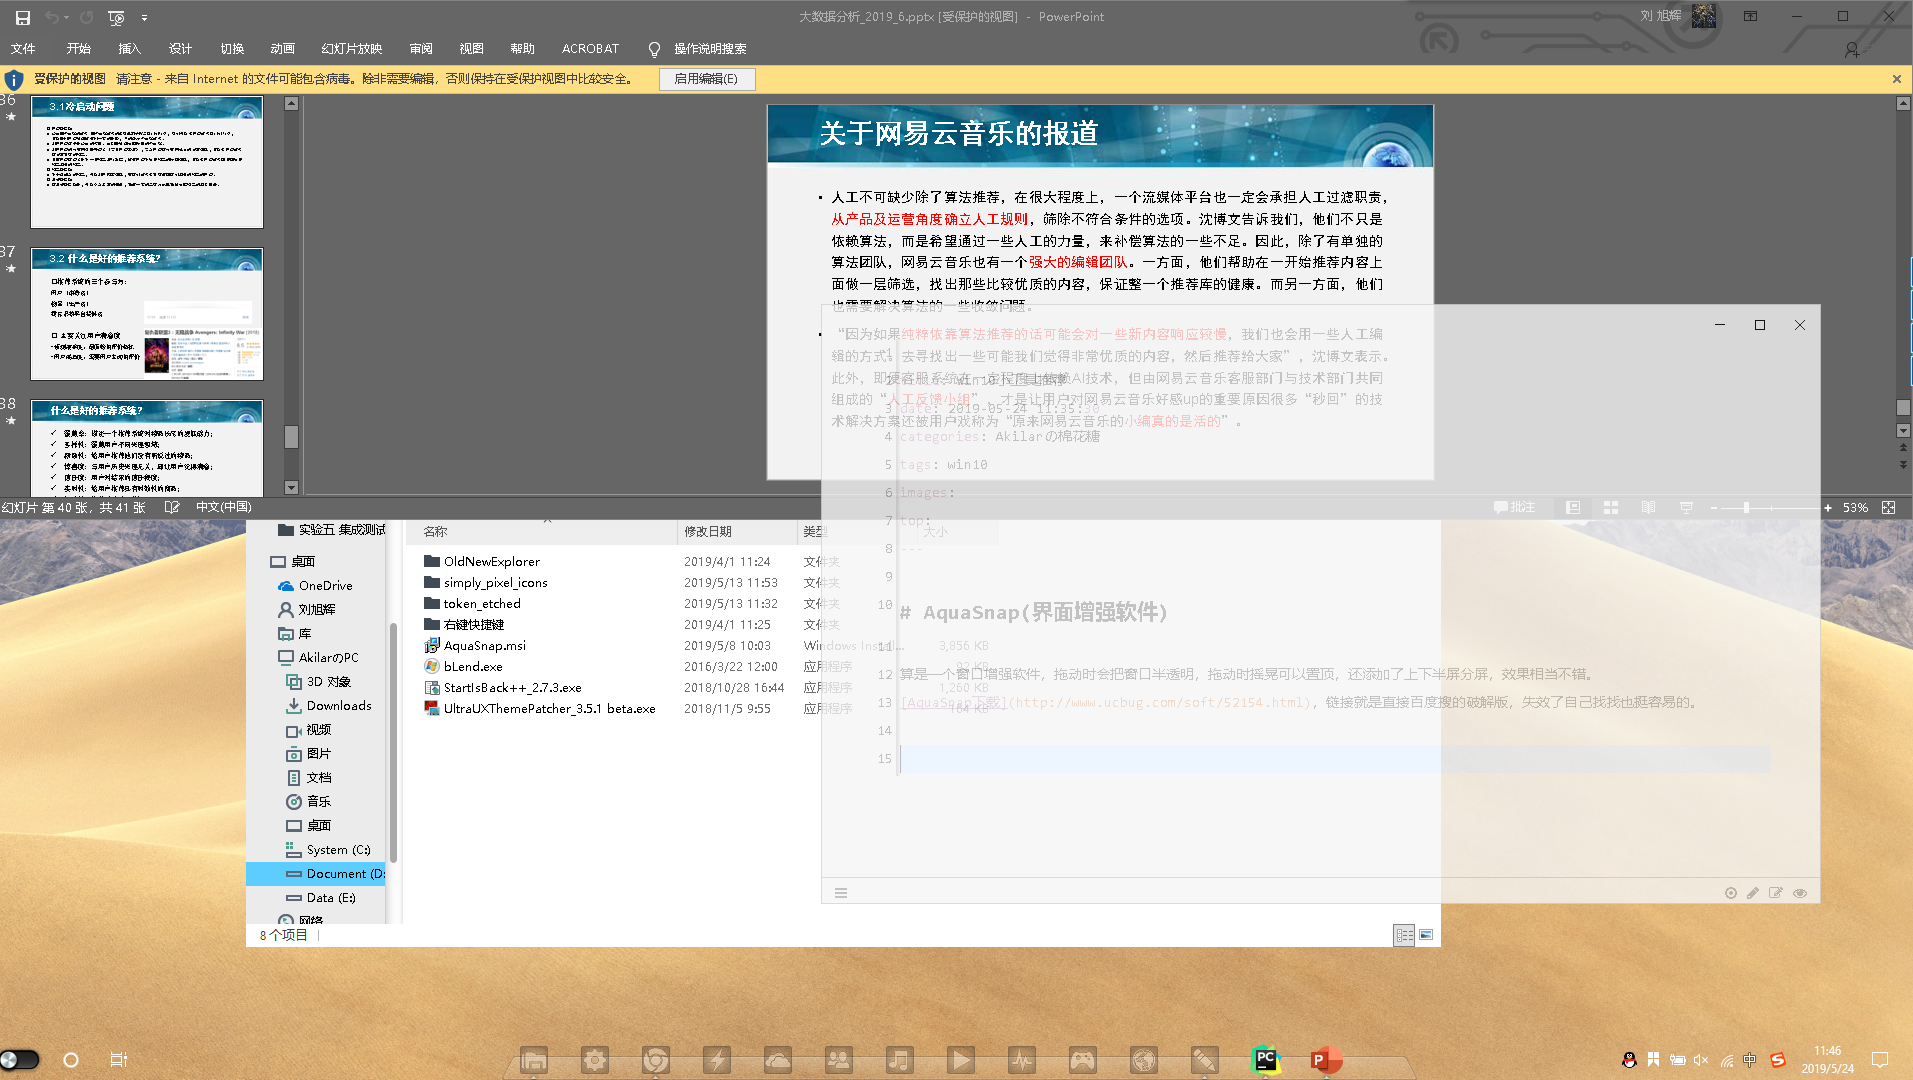 大数据分析_2019_6.pptx [受保护的视图] - PowerPoint
刘 旭辉
文件 开始 插入 设计 切换 动画 幻灯片放映 审阅 视图 帮助 ACROBAT 操作说明搜索
受保护的视图 请注意 - 来自 Internet 的文件可能包含病毒。除非需要编辑，否则保持在受保护视图中比较安全。 启用编辑(E)
36
3.1冷启动问题
37
3.2 什么是好的推荐系统?
38
什么是好的推荐系统?
关于网易云音乐的报道
• 人工不可缺少除了算法推荐，在很大程度上，一个流媒体平台也一定会承担人工过滤职责，
从产品及运营角度确立人工规则，筛除不符合条件的选项。沈博文告诉我们，他们不只是
依赖算法，而是希望通过一些人工的力量，来补偿算法的一些不足。因此，除了有单独的
算法团队，网易云音乐也有一个强大的编辑团队。一方面，他们帮助在一开始推荐内容上
面做一层筛选，找出那些比较优质的内容，保证整一个推荐库的健康。而另一方面，他们
也需要解决算法的一些收敛问题。
• “因为如果纯粹依靠算法推荐的话可能会对一些新内容响应较慢，我们也会用一些人工编
辑的方式。去寻找出一些可能我们觉得非常优质的内容，然后推荐给大家”，沈博文表示。
此外，即便客服系统在一定程度上依赖AI技术，但由网易云音乐客服部门与技术部门共同
组成的“人工反馈小组”，才是让用户对网易云音乐好感up的重要原因很多“秒回”的技
术解决方案还被用户戏称为“原来网易云音乐的小编真的是活的”。
幻灯片 第 40 张，共 41 张 中文(中国)
批注 53%
3 date: 2019-05-24 11:35:30
4 categories: Akilarの棉花糖
5 tags: win10
6 images:
7 top:
8 ---
9
10 # AquaSnap(界面增强软件)
11
12 算是一个窗口增强软件，拖动时会把窗口半透明，拖动时摇晃可以置顶，还添加了上下半屏分屏，效果相当不错。
13 [AquaSnap下载](http://www.ucbug.com/soft/52154.html)，链接就是直接百度搜的破解版，失效了自己找找也挺容易的。
14
15
实验五 集成测试
桌面
OneDrive
刘旭辉
库
AkilarのPC
3D 对象
Downloads
视频
图片
文档
音乐
桌面
System (C:)
Document (D:
Data (E:)
网络
名称 修改日期 类型 大小
OldNewExplorer 2019/4/1 11:24 文件夹
simply_pixel_icons 2019/5/13 11:53 文件夹
token_etched 2019/5/13 11:32 文件夹
右键快捷键 2019/4/1 11:25 文件夹
AquaSnap.msi 2019/5/8 10:03 Windows Install... 3,856 KB
bLend.exe 2016/3/22 12:00 应用程序 92 KB
StartIsBack++_2.7.3.exe 2018/10/28 16:44 应用程序 1,260 KB
UltraUXThemePatcher_3.5.1 beta.exe 2018/11/5 9:55 应用程序 164 KB
8 个项目
PC
P
中
S
11:46
2019/5/24